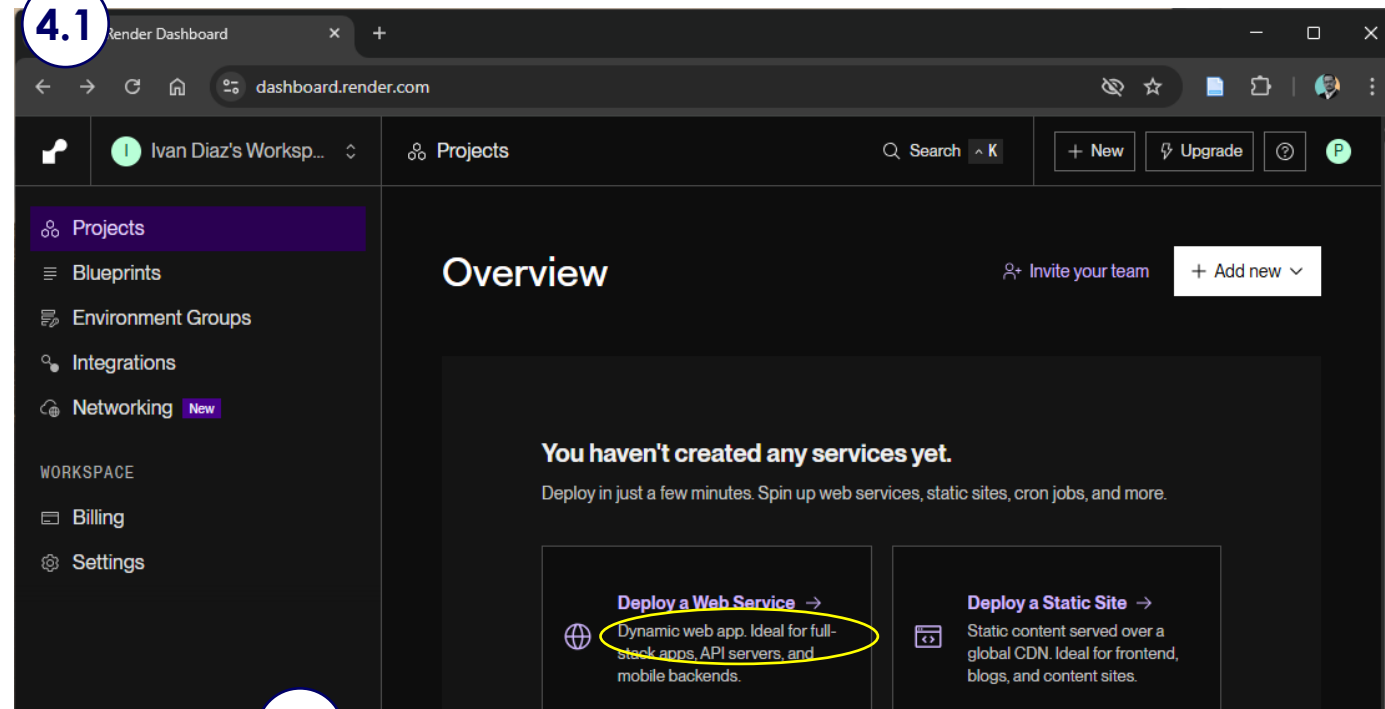 4.1
Render Dashboard
dashboard.render.com
I
Ivan Diaz's Worksp...
Projects
Search
^ K
+ New
Upgrade
P
Projects
Blueprints
Environment Groups
Integrations
Networking New
WORKSPACE
Billing
Settings
Overview
Invite your team
+ Add new
You haven't created any services yet.
Deploy in just a few minutes. Spin up web services, static sites, cron jobs, and more.
Deploy a Web Service →
Dynamic web app. Ideal for full-
stack apps, API servers, and
mobile backends.
Deploy a Static Site →
Static content served over a
global CDN. Ideal for frontend,
blogs, and content sites.